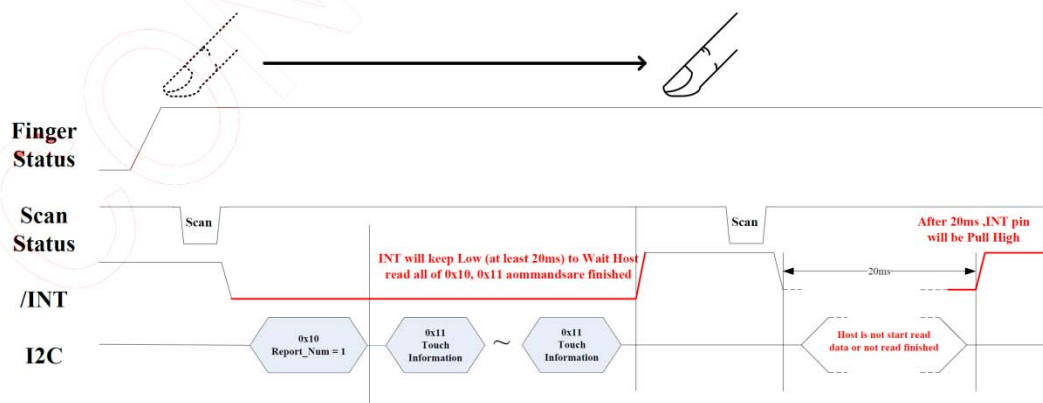 Finger
Status
Scan
Status
Scan
Scan
After 20ms ,INT pin
will be Pull High
INT will keep Low (at least 20ms) to Wait Host
read all of 0x10, 0x11 aommandsare finished
20ms
/INT
I2C
0x10
Report_Num = 1
0x11
Touch
Information
~
0x11
Touch
Information
Host is not start read
data or not read finished